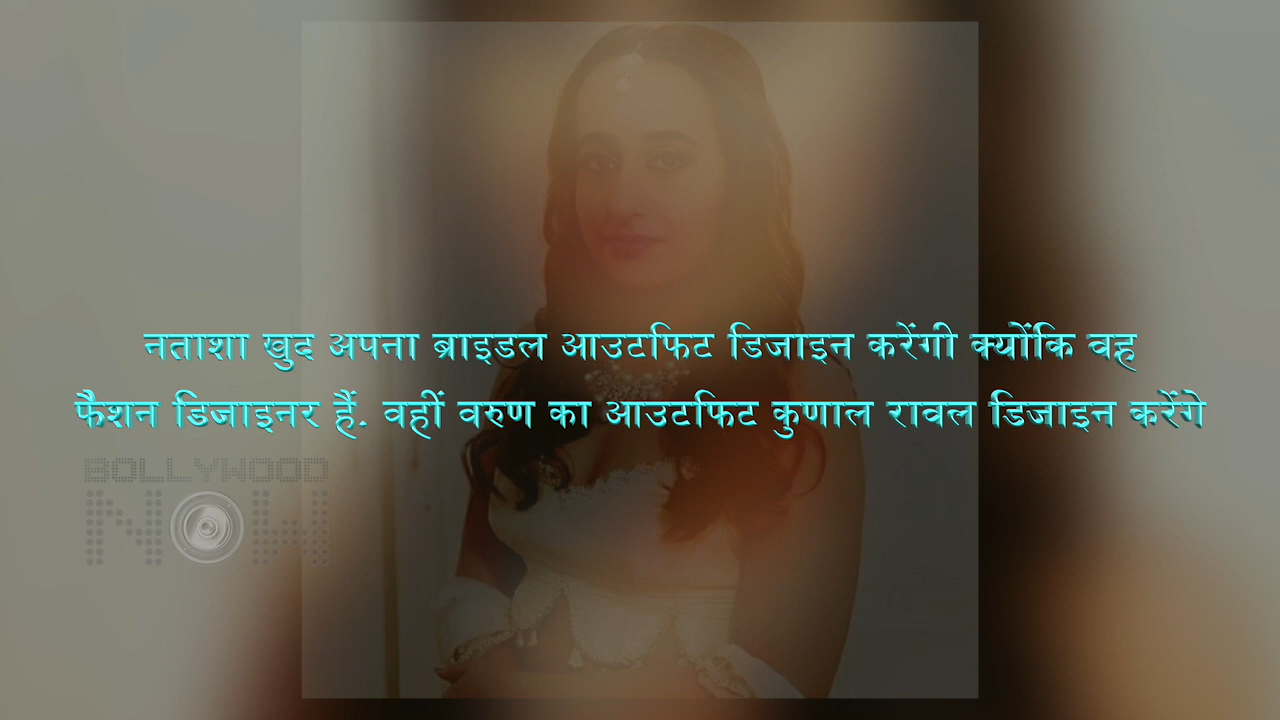 नताशा खुद अपना ब्राइडल आउटफिट डिजाइन करेंगी क्योंकि वह
फैशन डिजाइनर हैं. वहीं वरुण का आउटफिट कुणाल रावल डिजाइन करेंगे
BOLLYWOOD
NOW